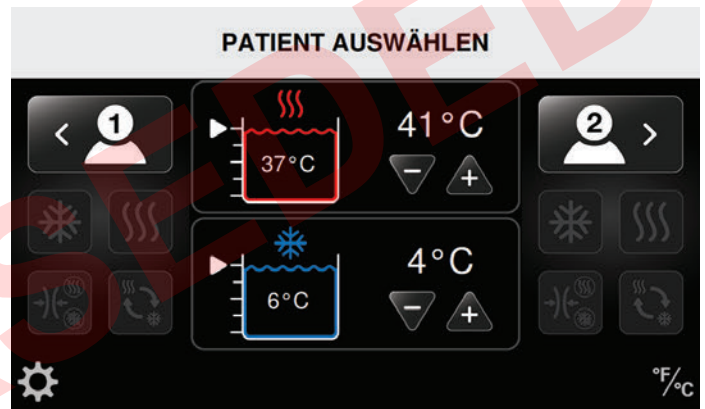 PATIENT AUSWÄHLEN
< 1
41°C
2 >
37°C
− +
4°C
6°C
− +
°F/°C
SEDED